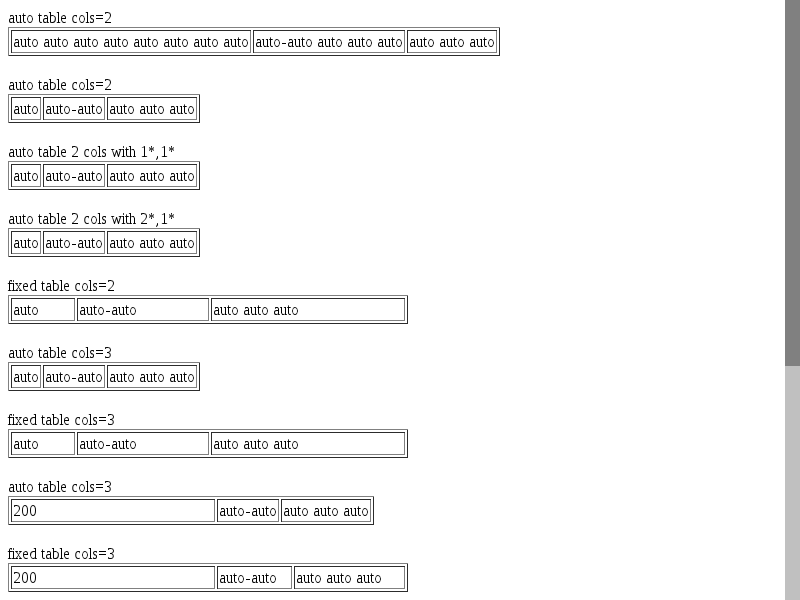 auto table cols=2
auto auto auto auto auto auto auto auto auto-auto auto auto auto auto auto auto
auto table cols=2
auto auto-auto auto auto auto
auto table 2 cols with 1*,1*
auto auto-auto auto auto auto
auto table 2 cols with 2*,1*
auto auto-auto auto auto auto
fixed table cols=2
auto auto-auto auto auto auto
auto table cols=3
auto auto-auto auto auto auto
fixed table cols=3
auto auto-auto auto auto auto
auto table cols=3
200 auto-auto auto auto auto
fixed table cols=3
200 auto-auto auto auto auto